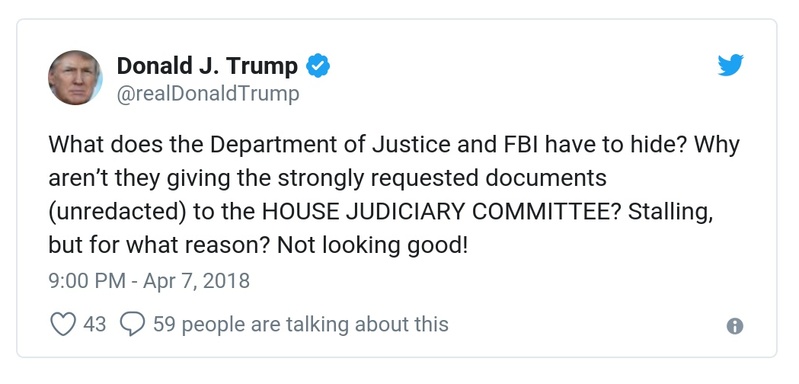 Donald J. Trump
@realDonaldTrump
What does the Department of Justice and FBI have to hide? Why
aren’t they giving the strongly requested documents
(unredacted) to the HOUSE JUDICIARY COMMITTEE? Stalling,
but for what reason? Not looking good!
9:00 PM - Apr 7, 2018
43 59 people are talking about this